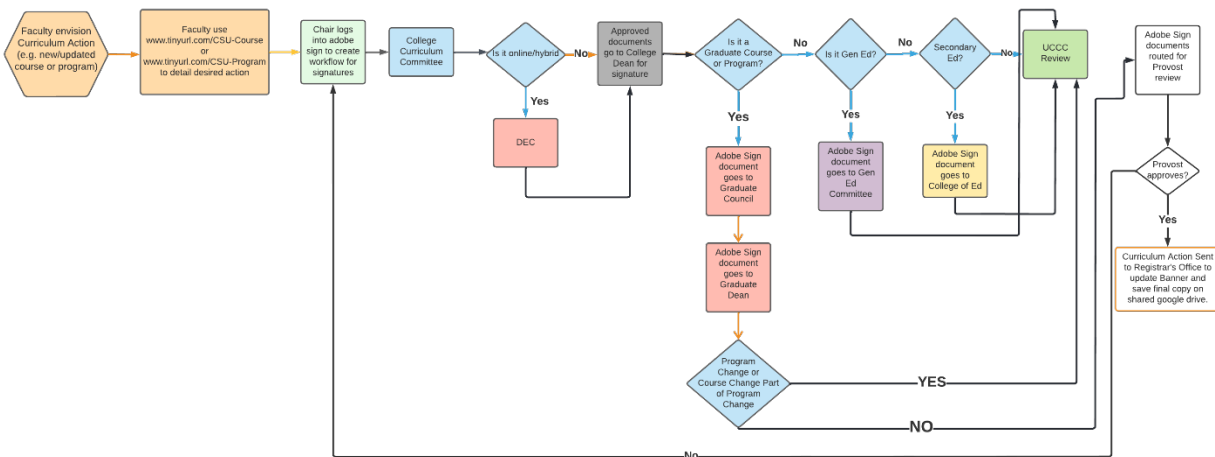 Faculty envision
Curriculum Action
(e.g. new/updated
course or program)
Faculty use
www.tinyurl.com/CSU-Course
or
www.tinyurl.com/CSU-Program
to detail desired action
Chair logs
into adobe
sign to create
workflow for
signatures
College
Curriculum
Committee
Is it online/hybrid
No
Yes
DEC
Approved
documents
go to College
Dean for
signature
Is it a
Graduate Course
or Program?
No
Yes
Adobe Sign
document
goes to
Graduate
Council
Adobe Sign
document
goes to
Graduate
Dean
Program
Change or
Course Change Part
of Program
Change
YES
NO
Is it Gen Ed?
No
Yes
Adobe Sign
document
goes to Gen
Ed
Committee
Secondary
Ed?
No
Yes
Adobe Sign
document
goes to
College of Ed
UCCC
Review
Adobe Sign
documents
routed for
Provost
review
Provost
approves?
Yes
No
Curriculum Action Sent
to Registrar's Office to
update Banner and
save final copy on
shared google drive.